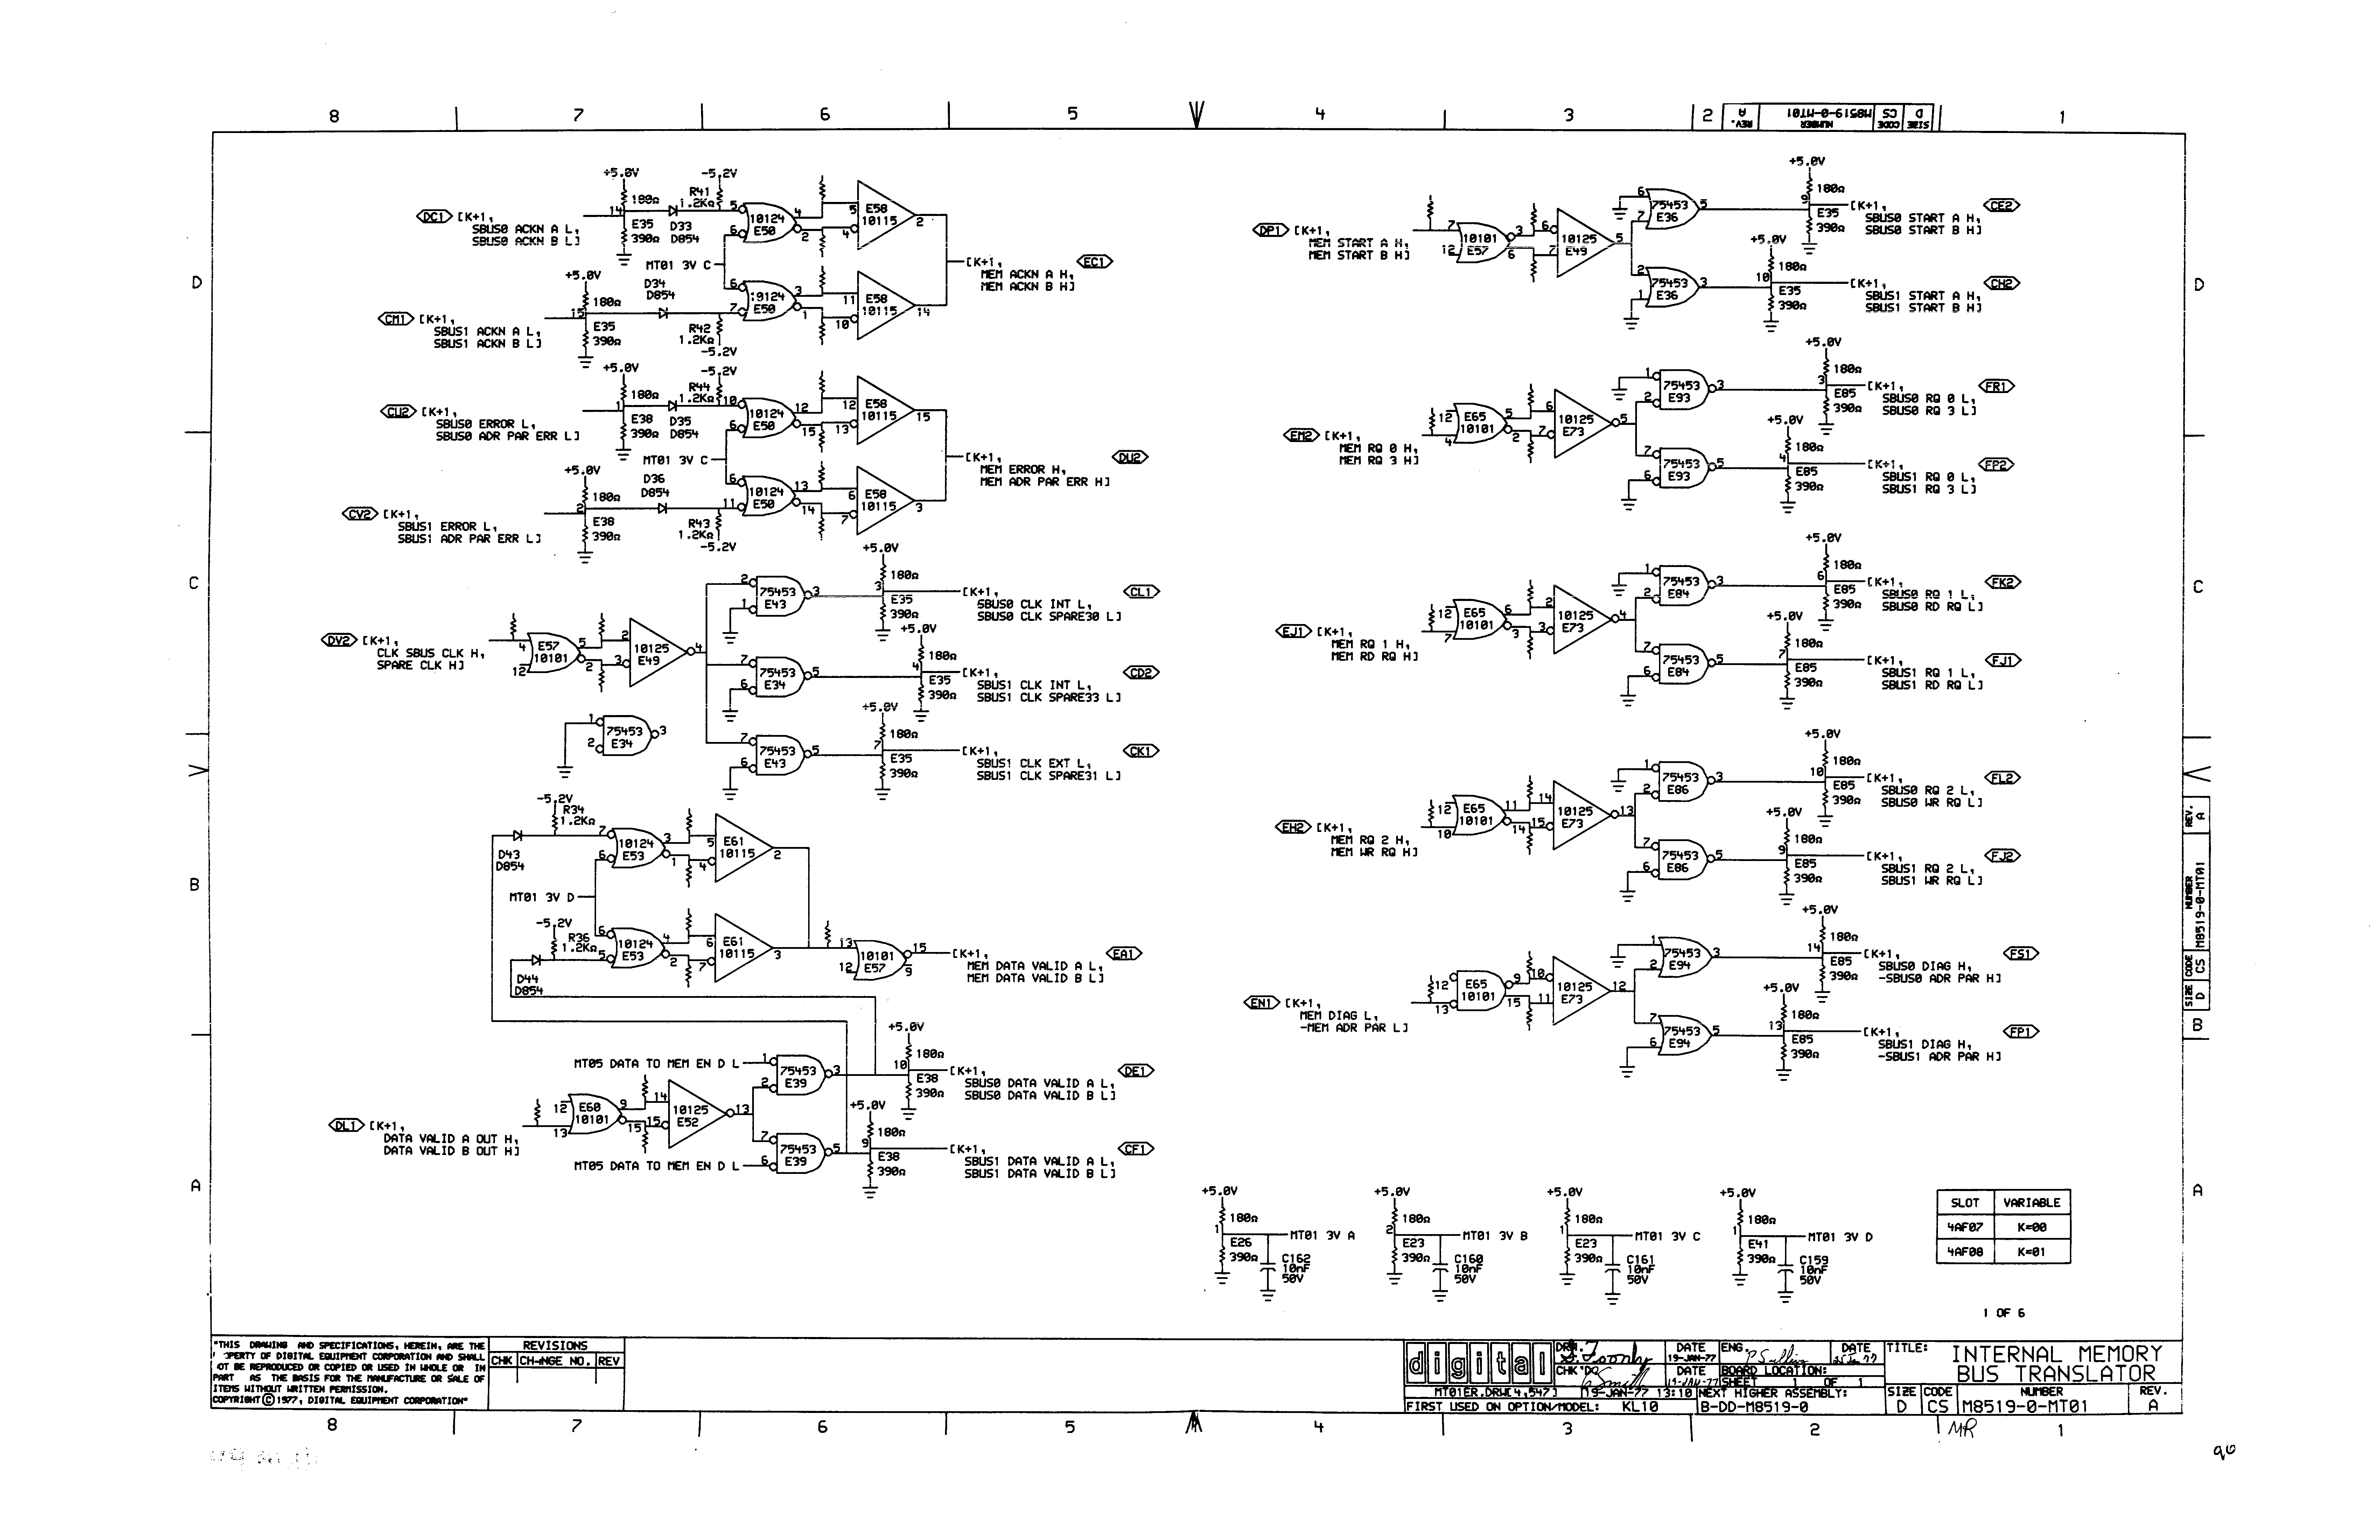 8 7 6 5 4 3 2 1
SIZE CODE NUMBER REV.
D CS M8519-0-MT01 A
+5.0V -5.2V
180Ω R41 1.2KΩ
DC1 [K+1,
SBUS0 ACKN A L,
SBUS0 ACKN B L]
14 E35 390Ω D33 D854
5 6 10124 E50 4 2
5 4 E58 10115 2
MT01 3V C
[K+1, EC1
MEM ACKN A H,
MEM ACKN B H]
+5.0V
D34 D854
180Ω
CM1 [K+1,
SBUS1 ACKN A L,
SBUS1 ACKN B L]
15 E35 390Ω R42 1.2KΩ -5.2V
6 7 :9124 E50 3 1
11 10 E58 10115 14
+5.0V -5.2V
180Ω R44 1.2KΩ
CU2 [K+1,
SBUS0 ERROR L,
SBUS0 ADR PAR ERR L]
1 E38 390Ω D35 D854
10 6 10124 E50 12 15
12 13 E58 10115 15
MT01 3V C
[K+1, DU2
MEM ERROR H,
MEM ADR PAR ERR H]
+5.0V
D36 D854
180Ω
CV2 [K+1,
SBUS1 ERROR L,
SBUS1 ADR PAR ERR L]
2 E38 390Ω R43 1.2KΩ -5.2V
6 11 10124 E50 13 14
6 7 E58 10115 3
DV2 [K+1,
CLK SBUS CLK H,
SPARE CLK H]
4 12 E57 10101 5 2
2 3 10125 E49 4
2 1 75453 E43 3
+5.0V 180Ω 3 E35 390Ω
[K+1, CL1
SBUS0 CLK INT L,
SBUS0 CLK SPARE30 L]
7 6 75453 E34 5
+5.0V 180Ω 4 E35 390Ω
[K+1, CD2
SBUS1 CLK INT L,
SBUS1 CLK SPARE33 L]
1 2 75453 E34 3
7 6 75453 E43 5
+5.0V 180Ω 7 E35 390Ω
[K+1, CK1
SBUS1 CLK EXT L,
SBUS1 CLK SPARE31 L]
-5.2V R34 1.2KΩ
D43 D854
7 6 10124 E53 3 1
5 4 E61 10115 2
MT01 3V D
-5.2V R36 1.2KΩ
D44 D854
6 5 10124 E53 4 2
6 7 E61 10115 3
13 12 10101 E57 15 9
[K+1, EA1
MEM DATA VALID A L,
MEM DATA VALID B L]
MT05 DATA TO MEM EN D L
1 2 75453 E39 3
+5.0V 180Ω 10 E38 390Ω
[K+1, DE1
SBUS0 DATA VALID A L,
SBUS0 DATA VALID B L]
DL1 [K+1,
DATA VALID A OUT H,
DATA VALID B OUT H]
12 13 E60 10101 9 15
14 15 10125 E52 13
7 6 75453 E39 5
MT05 DATA TO MEM EN D L
+5.0V 180Ω 9 E38 390Ω
[K+1, CF1
SBUS1 DATA VALID A L,
SBUS1 DATA VALID B L]
DP1 [K+1,
MEM START A H,
MEM START B H]
7 12 10101 E57 3 6
6 7 10125 E49 5
6 7 75453 E36 5
+5.0V 180Ω 9 E35 390Ω
[K+1, CE2
SBUS0 START A H,
SBUS0 START B H]
2 1 75453 E36 3
+5.0V 180Ω 10 E35 390Ω
[K+1, CH2
SBUS1 START A H,
SBUS1 START B H]
EM2 [K+1,
MEM RQ 0 H,
MEM RQ 3 H]
12 4 E65 10101 5 2
6 7 10125 E73 5
1 2 75453 E93 3
+5.0V 180Ω 3 E85 390Ω
[K+1, FR1
SBUS0 RQ 0 L,
SBUS0 RQ 3 L]
7 6 75453 E93 5
+5.0V 180Ω 4 E85 390Ω
[K+1, FP2
SBUS1 RQ 0 L,
SBUS1 RQ 3 L]
EJ1 [K+1,
MEM RQ 1 H,
MEM RD RQ H]
12 7 E65 10101 6 3
2 3 10125 E73 4
1 2 75453 E84 3
+5.0V 180Ω 6 E85 390Ω
[K+1, FK2
SBUS0 RQ 1 L,
SBUS0 RD RQ L]
7 6 75453 E84 5
+5.0V 180Ω 7 E85 390Ω
[K+1, FJ1
SBUS1 RQ 1 L,
SBUS1 RD RQ L]
EH2 [K+1,
MEM RQ 2 H,
MEM WR RQ H]
12 10 E65 10101 11 14
14 15 10125 E73 13
1 2 75453 E86 3
+5.0V 180Ω 10 E85 390Ω
[K+1, FL2
SBUS0 RQ 2 L,
SBUS0 WR RQ L]
7 6 75453 E86 5
+5.0V 180Ω 9 E85 390Ω
[K+1, FJ2
SBUS1 RQ 2 L,
SBUS1 WR RQ L]
EN1 [K+1,
MEM DIAG L,
-MEM ADR PAR L]
12 13 E65 10101 9 15
10 11 10125 E73 12
1 2 75453 E94 3
+5.0V 180Ω 14 E85 390Ω
[K+1, FS1
SBUS0 DIAG H,
-SBUS0 ADR PAR H]
7 6 75453 E94 5
+5.0V 180Ω 13 E85 390Ω
[K+1, FP1
SBUS1 DIAG H,
-SBUS1 ADR PAR H]
+5.0V 180Ω 1 MT01 3V A E26 390Ω C162 10nF 50V
+5.0V 180Ω 2 MT01 3V B E23 390Ω C160 10nF 50V
+5.0V 180Ω 1 MT01 3V C E23 390Ω C161 10nF 50V
+5.0V 180Ω 1 MT01 3V D E41 390Ω C159 10nF 50V
SLOT VARIABLE
4AF07 K=00
4AF08 K=01
1 OF 6
D C B A
D C B A
REV. A
NUMBER M8519-0-MT01
CODE CS
SIZE D
"THIS DRAWING AND SPECIFICATIONS, HEREIN, ARE THE
OPERTY OF DIGITAL EQUIPMENT CORPORATION AND SHALL
OT BE REPRODUCED OR COPIED OR USED IN WHOLE OR IN
PART AS THE BASIS FOR THE MANUFACTURE OR SALE OF
ITEMS WITHOUT WRITTEN PERMISSION.
COPYRIGHT © 1977, DIGITAL EQUIPMENT CORPORATION"
REVISIONS
CHK CHANGE NO. REV
digital
DRN. DATE 19-JAN-77
ENG. P Sullivan DATE
CHK'D DATE 19-JAN-77
BOARD LOCATION:
SHEET 1 OF 1
TITLE: INTERNAL MEMORY
BUS TRANSLATOR
MT01ER.DRW[4,547] 19-JAN-77 13:10 NEXT HIGHER ASSEMBLY:
FIRST USED ON OPTION/MODEL: KL10 B-DD-M8519-0
SIZE CODE NUMBER REV.
D CS M8519-0-MT01 A
8 7 6 5 4 3 2 1
MR
90